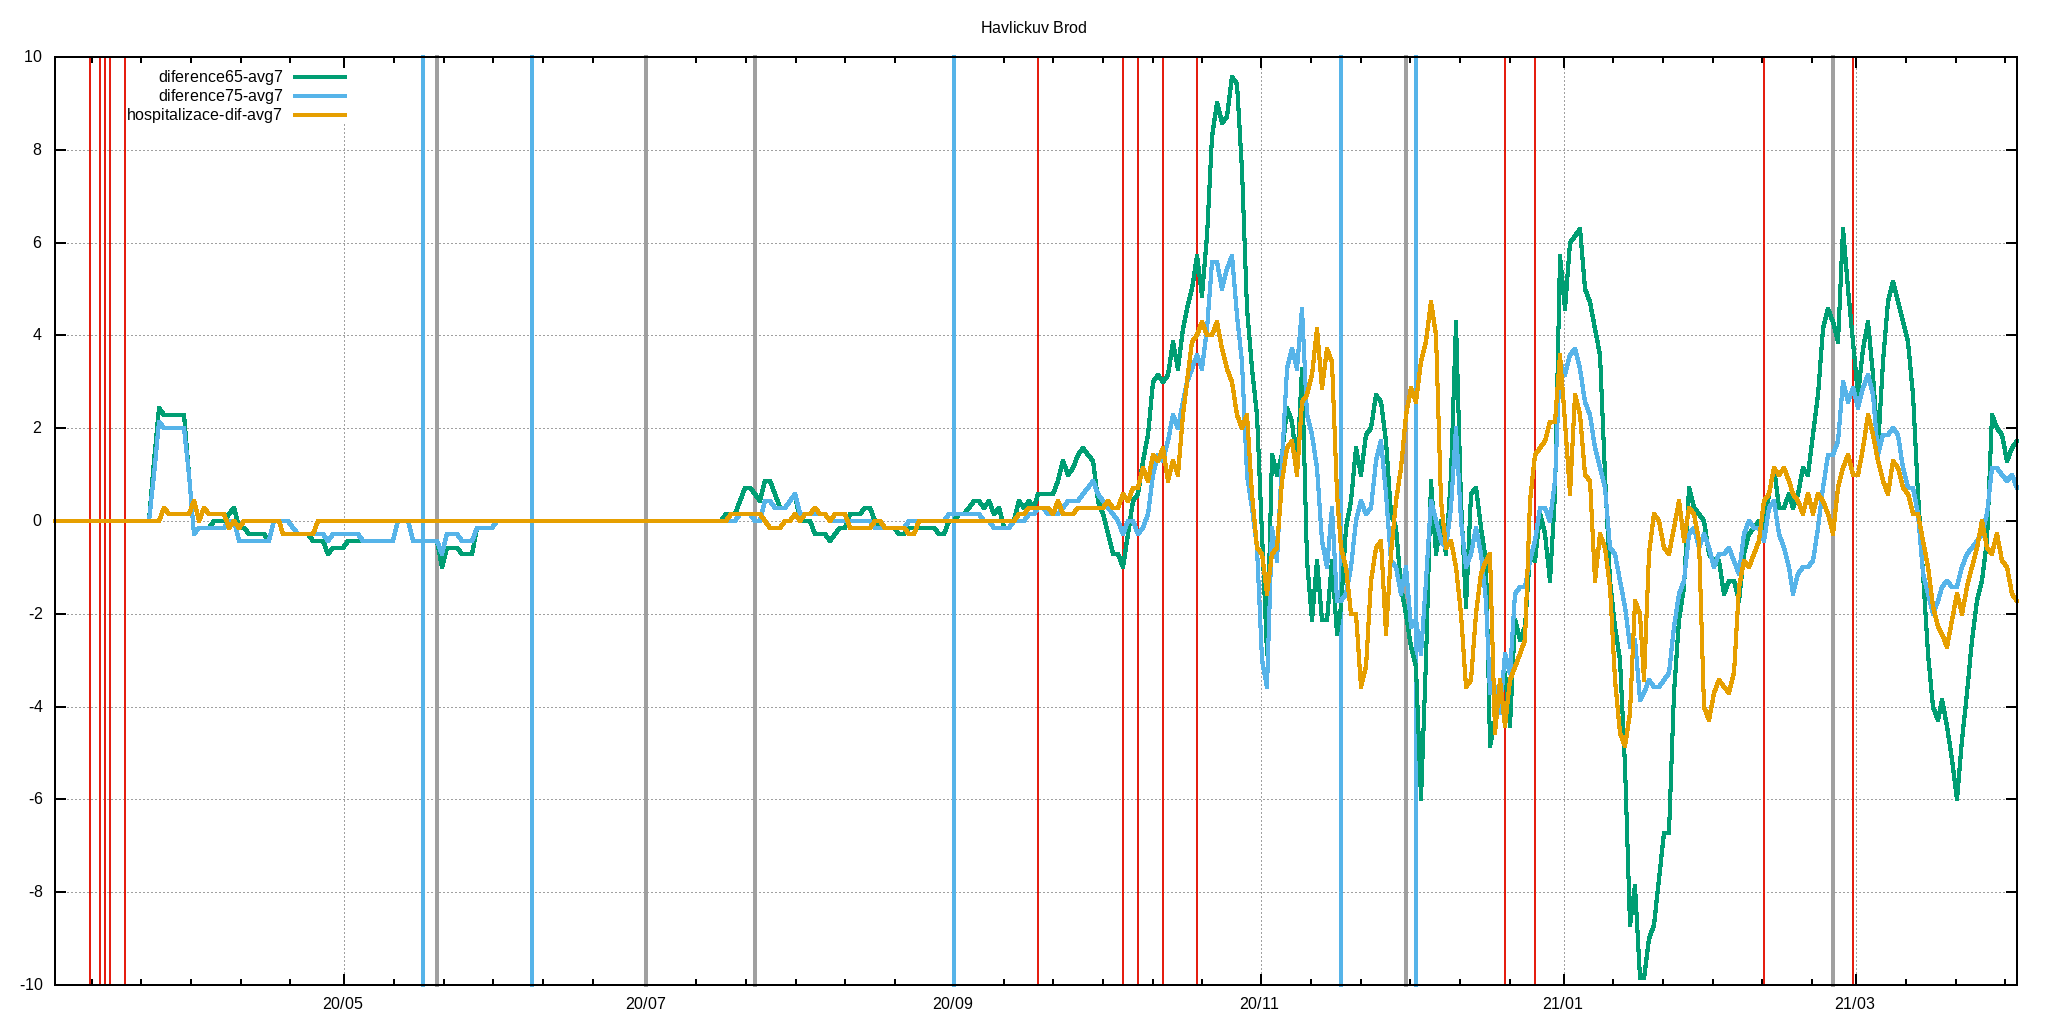 Havlickuv Brod
10
8
6
4
2
0
-2
-4
-6
-8
-10
diference65-avg7
diference75-avg7
hospitalizace-dif-avg7
20/05 20/07 20/09 20/11 21/01 21/03